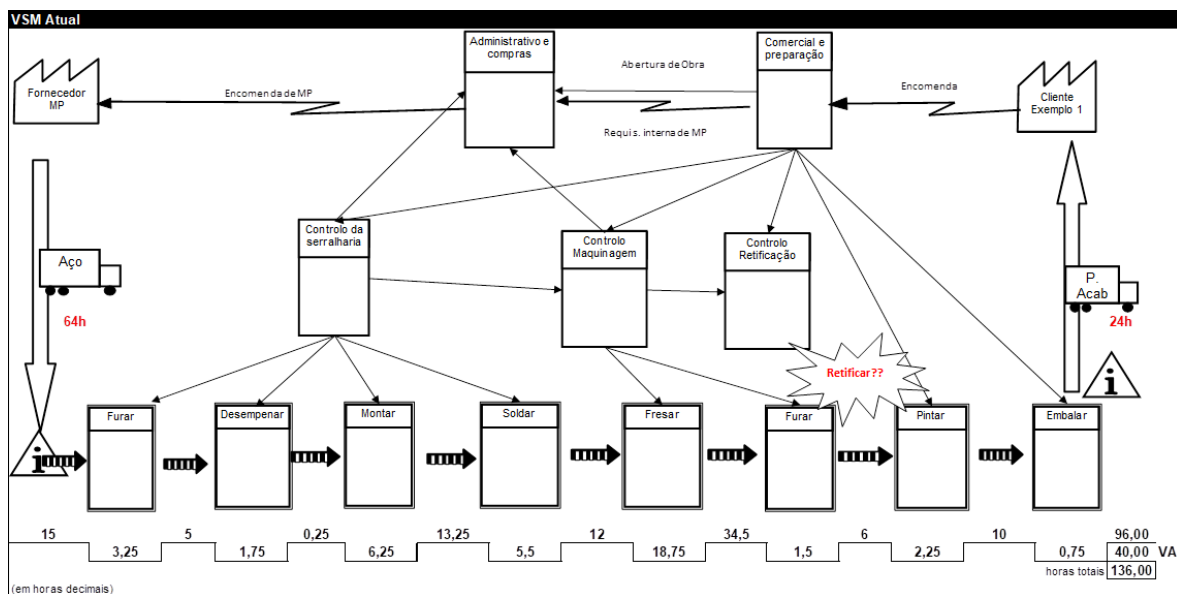 VSM Atual
Administrativo e
compras
Comercial e
preparação
Fornecedor
MP
Encomenda de MP
Abertura de Obra
Requis. interna de MP
Encomenda
Cliente
Exemplo 1
Controlo da
serralharia
Controlo
Maquinagem
Controlo
Retificação
Aço
64h
P.
Acab
24h
Retificar??
i
i
Furar
Desempenar
Montar
Soldar
Fresar
Furar
Pintar
Embalar
15 5 0,25 13,25 12 34,5 6 10 96,00
3,25 1,75 6,25 5,5 18,75 1,5 2,25 0,75 40,00 VA
horas totais 136,00
(em horas decimais)